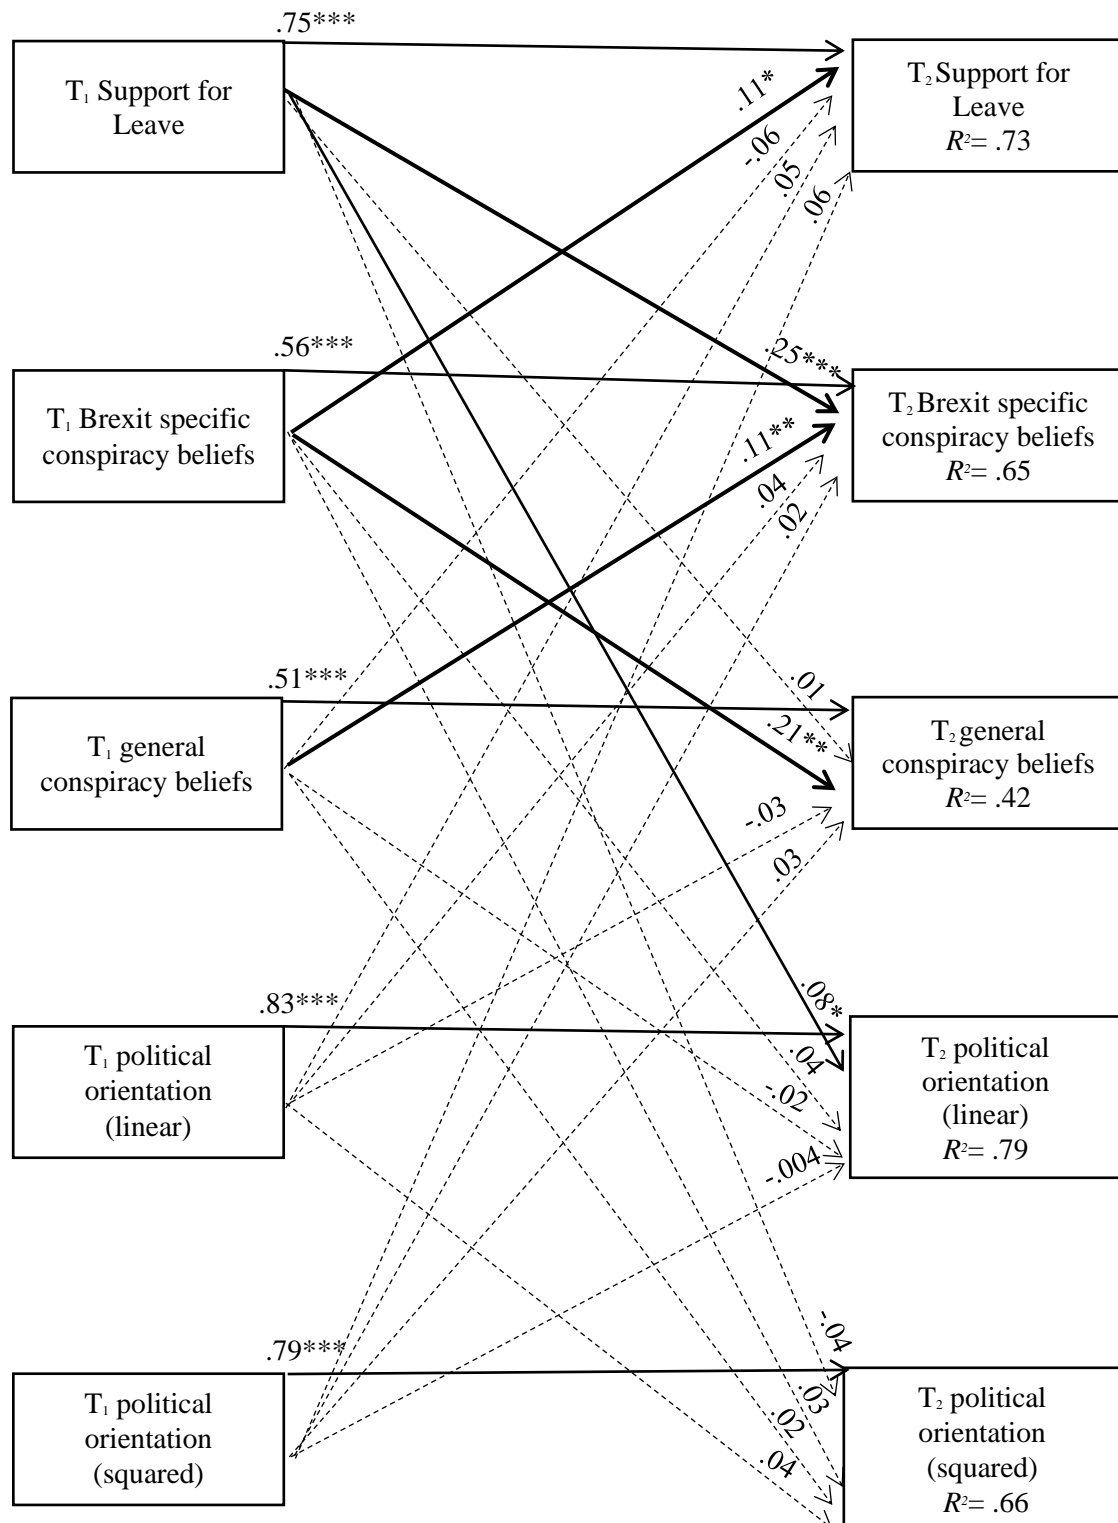 .75***
T₁ Support for
Leave
.11*
-.06
.05
.06
T₂ Support for
Leave
R²= .73
.56***
T₁ Brexit specific
conspiracy beliefs
.25***
.11**
.04
.02
T₂ Brexit specific
conspiracy beliefs
R²= .65
.51***
T₁ general
conspiracy beliefs
.01
.21**
-.03
.03
T₂ general
conspiracy beliefs
R²= .42
.83***
T₁ political
orientation
(linear)
.08*
.04
-.02
-.004
T₂ political
orientation
(linear)
R²= .79
.79***
T₁ political
orientation
(squared)
-.04
.03
.02
.04
T₂ political
orientation
(squared)
R²= .66